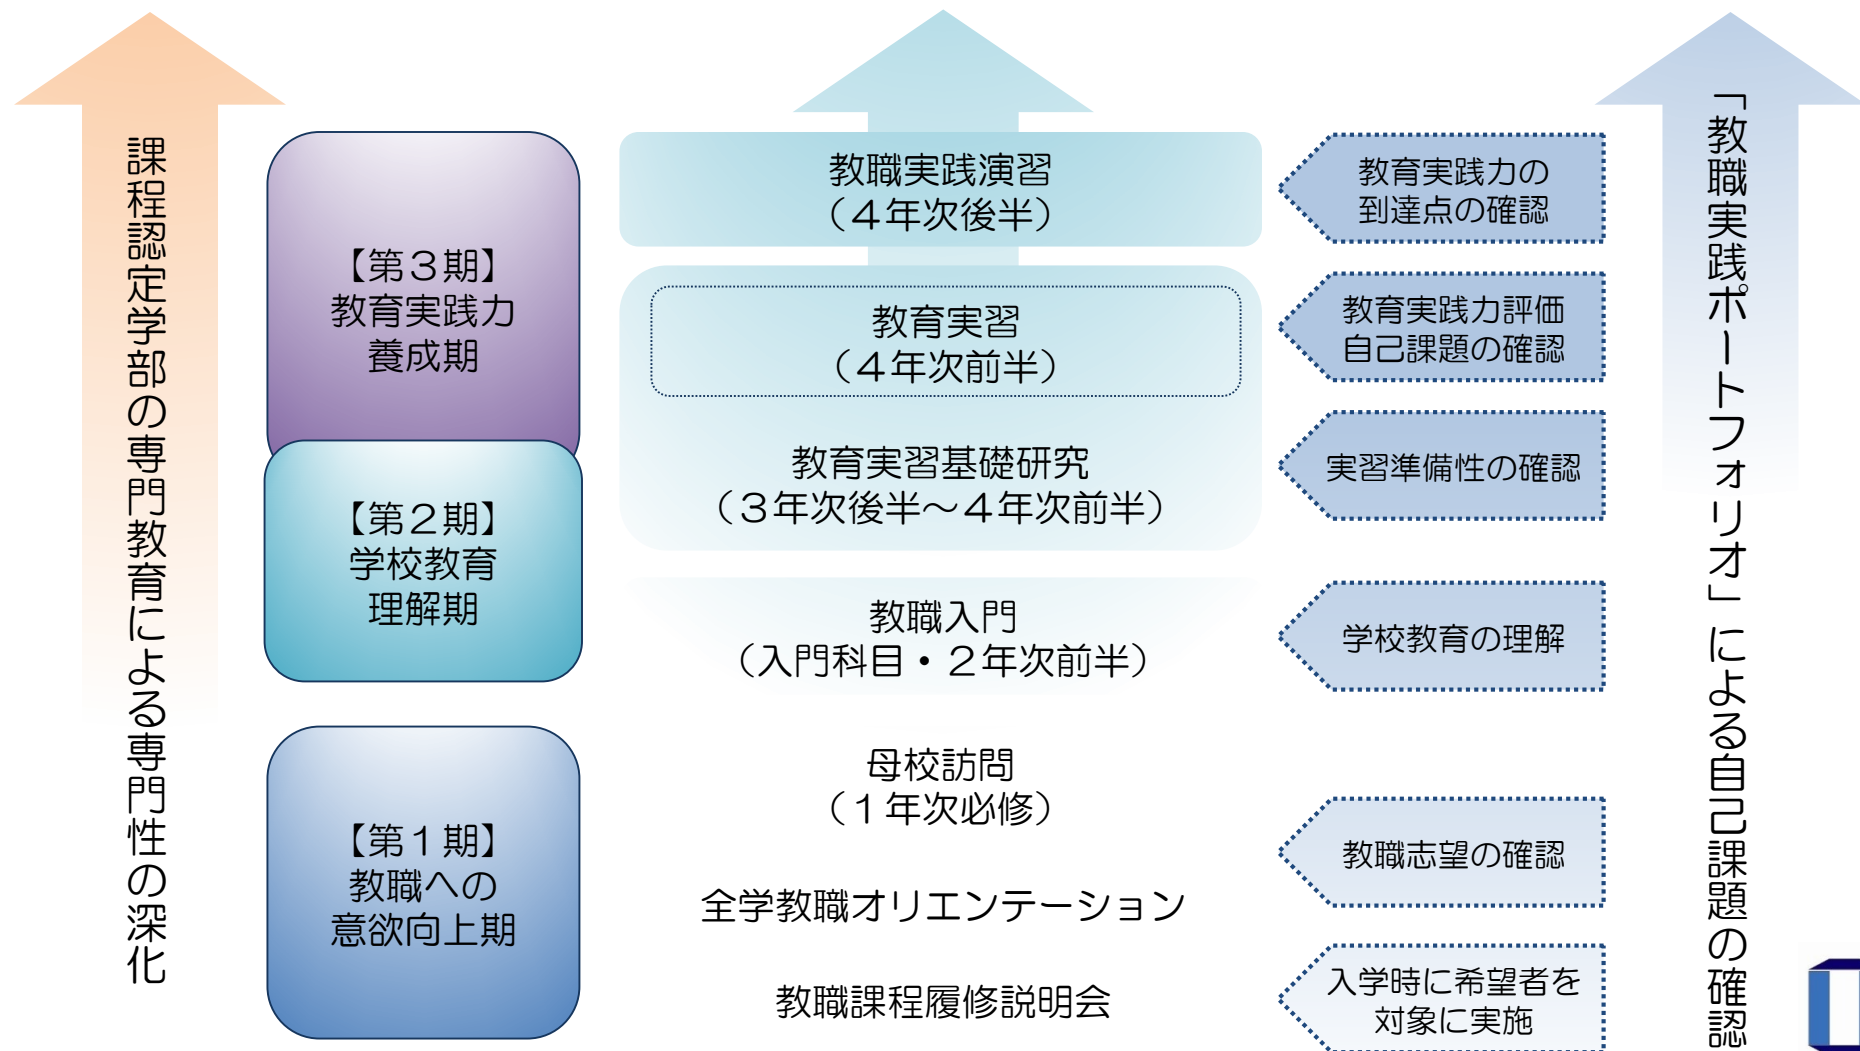 課程認定学部の専門教育による専門性の深化
【第３期】
教育実践力
養成期
【第２期】
学校教育
理解期
【第１期】
教職への
意欲向上期
教職実践演習
（４年次後半）
教育実習
（４年次前半）
教育実習基礎研究
（３年次後半～４年次前半）
教職入門
（入門科目・２年次前半）
母校訪問
（１年次必修）
全学教職オリエンテーション
教職課程履修説明会
教育実践力の
到達点の確認
教育実践力評価
自己課題の確認
実習準備性の確認
学校教育の理解
教職志望の確認
入学時に希望者を
対象に実施
「教職実践ポートフォリオ」による自己課題の確認